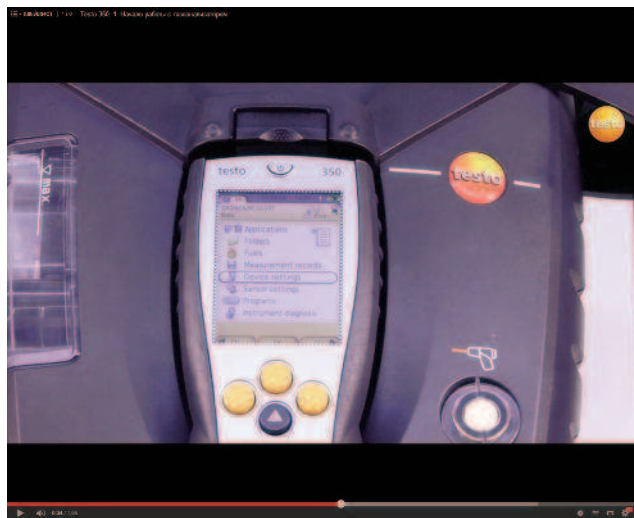 Testo 350 1 Начало работы с газоанализатором
testo 350
testo
testo
max
Applications
Folders
Fuels
Measurement records
Device settings
Sensor settings
Programs
Instrument diagnosis